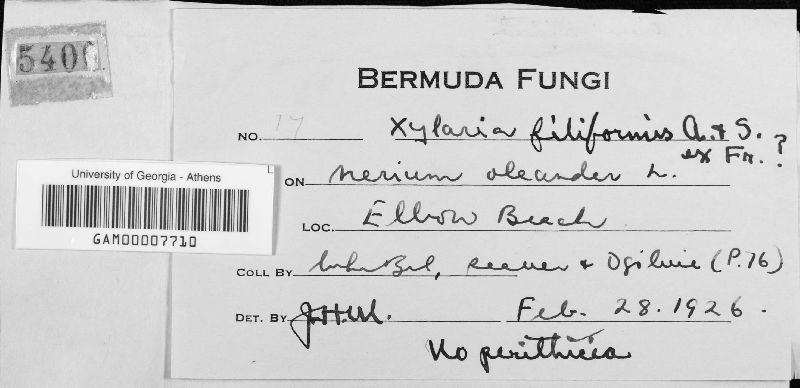 5400
BERMUDA FUNGI
NO. 17 Xylaria filiformis A. & S.
ex Fr. ?
University of Georgia - Athens
GAM00007710
ON Nerium oleander L.
LOC. Elbow Beach
COLL BY Seaver & Ogilvie (P.76)
DET. BY J.H.M. Feb. 28. 1926.
No perithecia